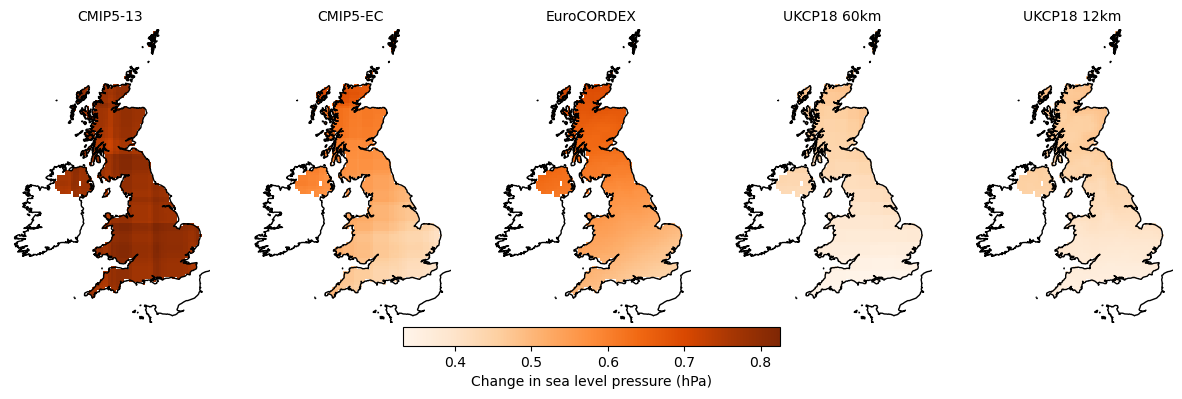 CMIP5-13 CMIP5-EC EuroCORDEX UKCP18 60km UKCP18 12km
0.4 0.5 0.6 0.7 0.8
Change in sea level pressure (hPa)